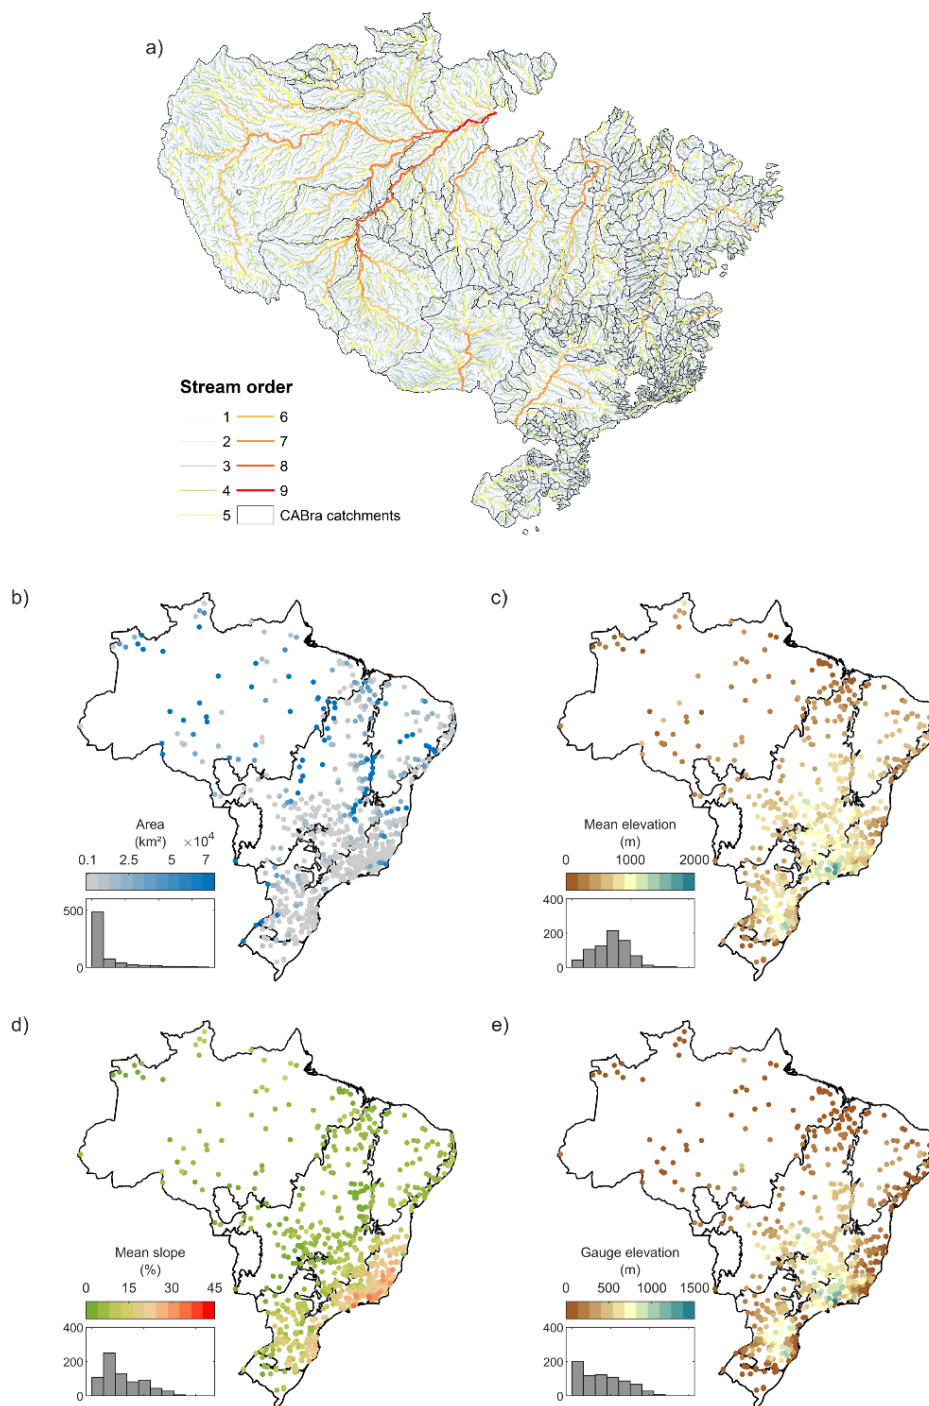 a)
Stream order
1 6
2 7
3 8
4 9
5 CABra catchments
b)
Area
(km²) ×10⁴
0.1 2.5 5 7
500
0
c)
Mean elevation
(m)
0 1000 2000
400
200
0
d)
Mean slope
(%)
0 15 30 45
400
200
0
e)
Gauge elevation
(m)
0 500 1000 1500
400
200
0